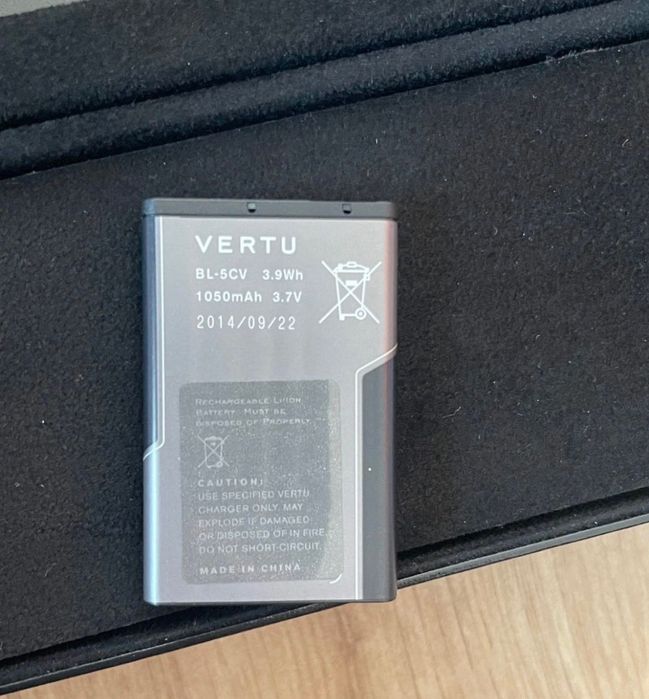 VERTU
BL-5CV 3.9Wh
1050mAh 3.7V
2014/09/22
RECHARGEABLE LIION
BATTERY. MUST BE
DISPOSED OF PROPERLY
CAUTION:
USE SPECIFIED VERTU
CHARGER ONLY. MAY
EXPLODE IF DAMAGED
OR DISPOSED OF IN FIRE.
DO NOT SHORT CIRCUIT.
MADE IN CHINA